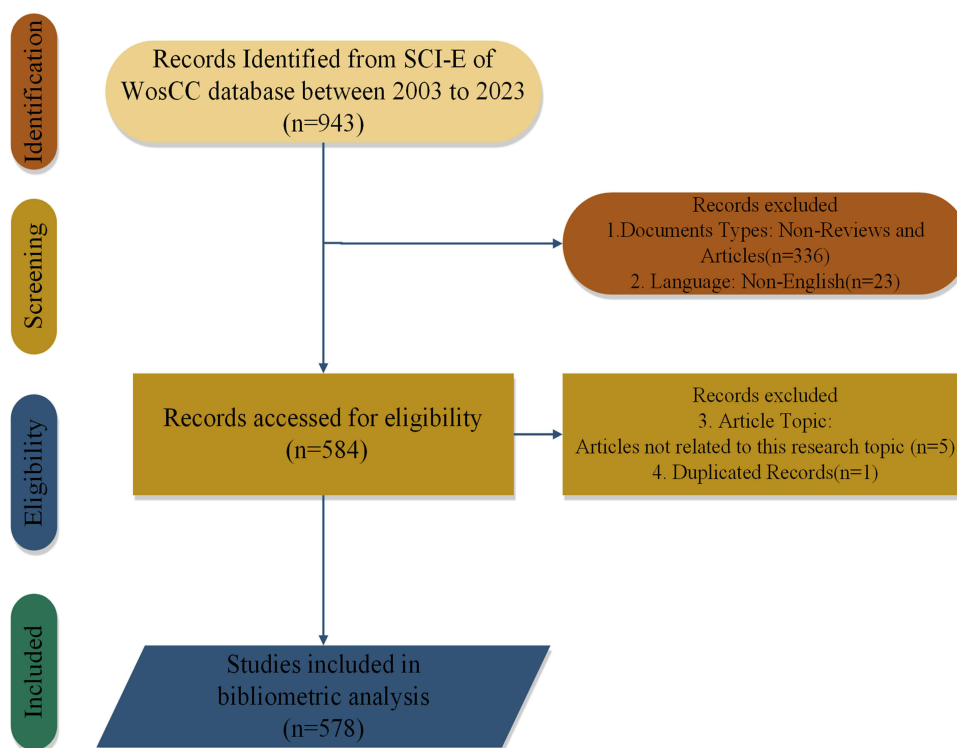 Identification
Records Identified from SCI-E of
WosCC database between 2003 to 2023
(n=943)
Screening
Records excluded
1.Documents Types: Non-Reviews and
Articles(n=336)
2. Language: Non-English(n=23)
Eligibility
Records accessed for eligibility
(n=584)
Records excluded
3. Article Topic:
Articles not related to this research topic (n=5)
4. Duplicated Records(n=1)
Included
Studies included in
bibliometric analysis
(n=578)